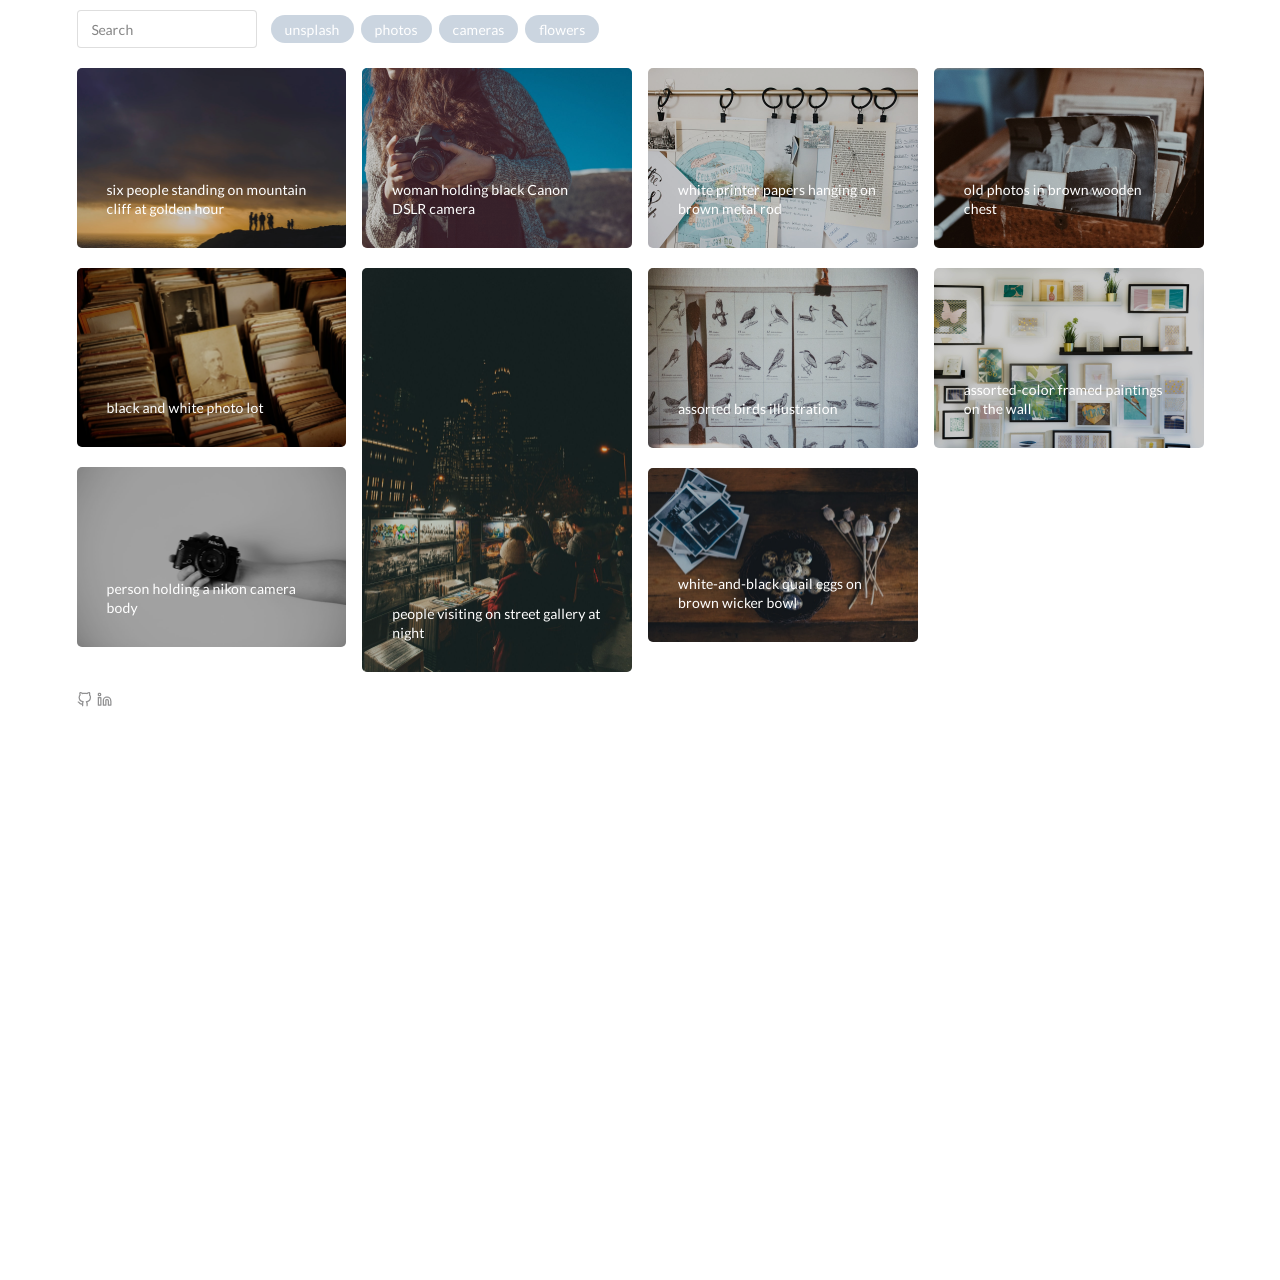 Search
unsplash
photos
cameras
flowers
six people standing on mountain
cliff at golden hour
woman holding black Canon
DSLR camera
white printer papers hanging on
brown metal rod
old photos in brown wooden
chest
black and white photo lot
people visiting on street gallery at
night
assorted birds illustration
assorted-color framed paintings
on the wall
person holding a nikon camera
body
white-and-black quail eggs on
brown wicker bowl